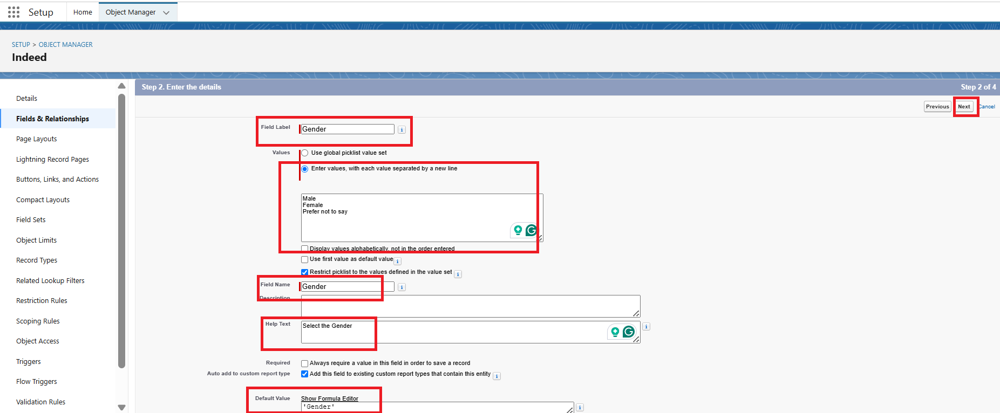 Setup Home Object Manager
SETUP > OBJECT MANAGER
Indeed
Details
Fields & Relationships
Page Layouts
Lightning Record Pages
Buttons, Links, and Actions
Compact Layouts
Field Sets
Object Limits
Record Types
Related Lookup Filters
Restriction Rules
Scoping Rules
Object Access
Triggers
Flow Triggers
Validation Rules
Step 2. Enter the details Step 2 of 4
Previous Next Cancel
Field Label Gender i
Values Use global picklist value set
Enter values, with each value separated by a new line
Male
Female
Prefer not to say
Display values alphabetically, not in the order entered
Use first value as default value i
Restrict picklist to the values defined in the value set i
Field Name Gender i
Description
Help Text Select the Gender i
Required Always require a value in this field in order to save a record
Auto add to custom report type Add this field to existing custom report types that contain this entity i
Default Value Show Formula Editor
'Gender' i